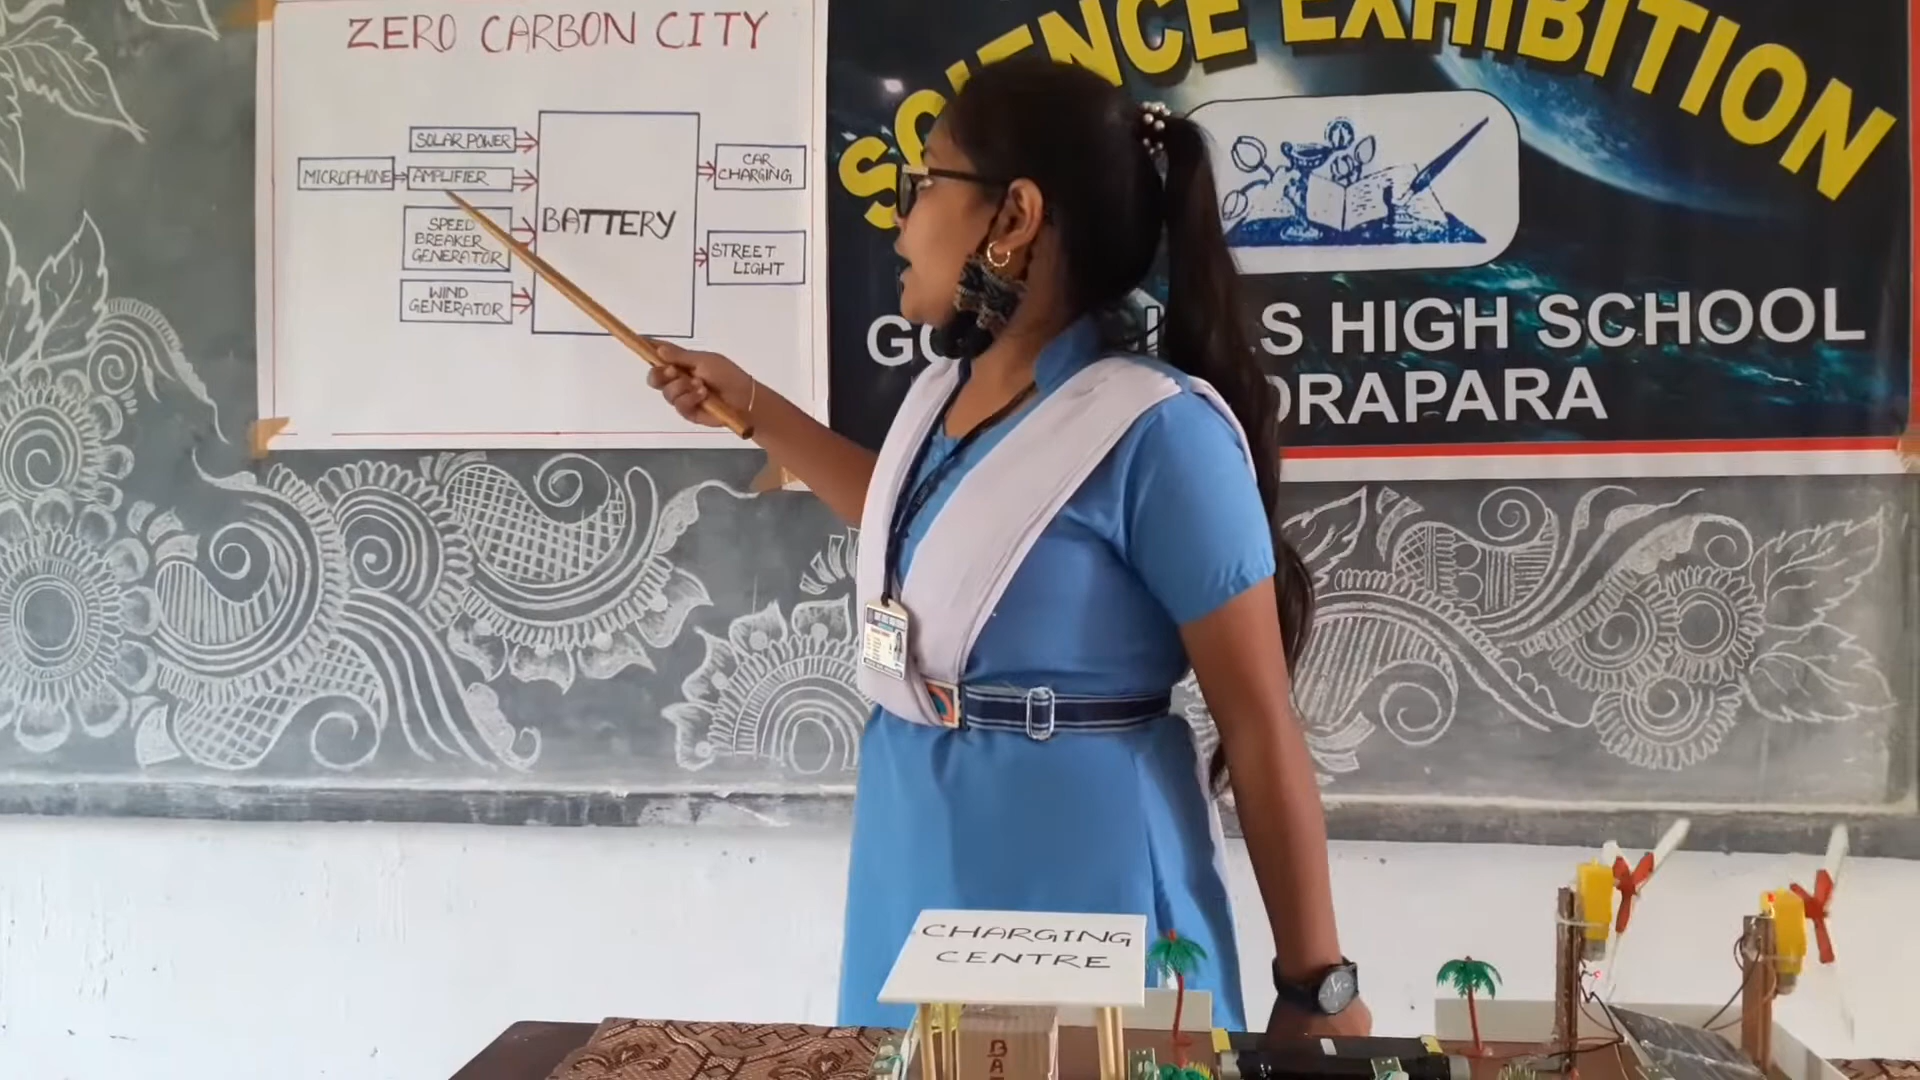 ZERO CARBON CITY
SOLAR POWER
MICROPHONE
AMPLIFIER
SPEED
BREAKER
GENERATOR
WIND
GENERATOR
BATTERY
CAR
CHARGING
STREET
LIGHT
SCIENCE EXHIBITION
S HIGH SCHOOL
DRAPARA
CHARGING
CENTRE